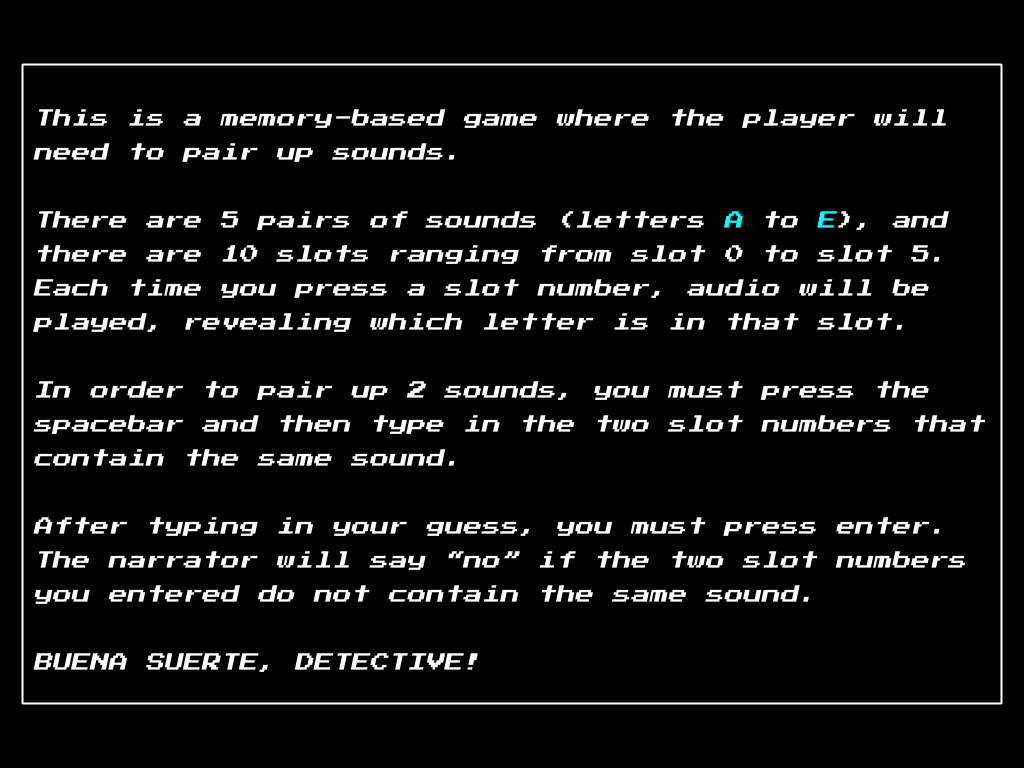 This is a memory-based game where the player will
need to pair up sounds.
There are 5 pairs of sounds (letters A to E), and
there are 10 slots ranging from slot 0 to slot 5.
Each time you press a slot number, audio will be
played, revealing which letter is in that slot.
In order to pair up 2 sounds, you must press the
spacebar and then type in the two slot numbers that
contain the same sound.
After typing in your guess, you must press enter.
The narrator will say “no” if the two slot numbers
you entered do not contain the same sound.
BUENA SUERTE, DETECTIVE!